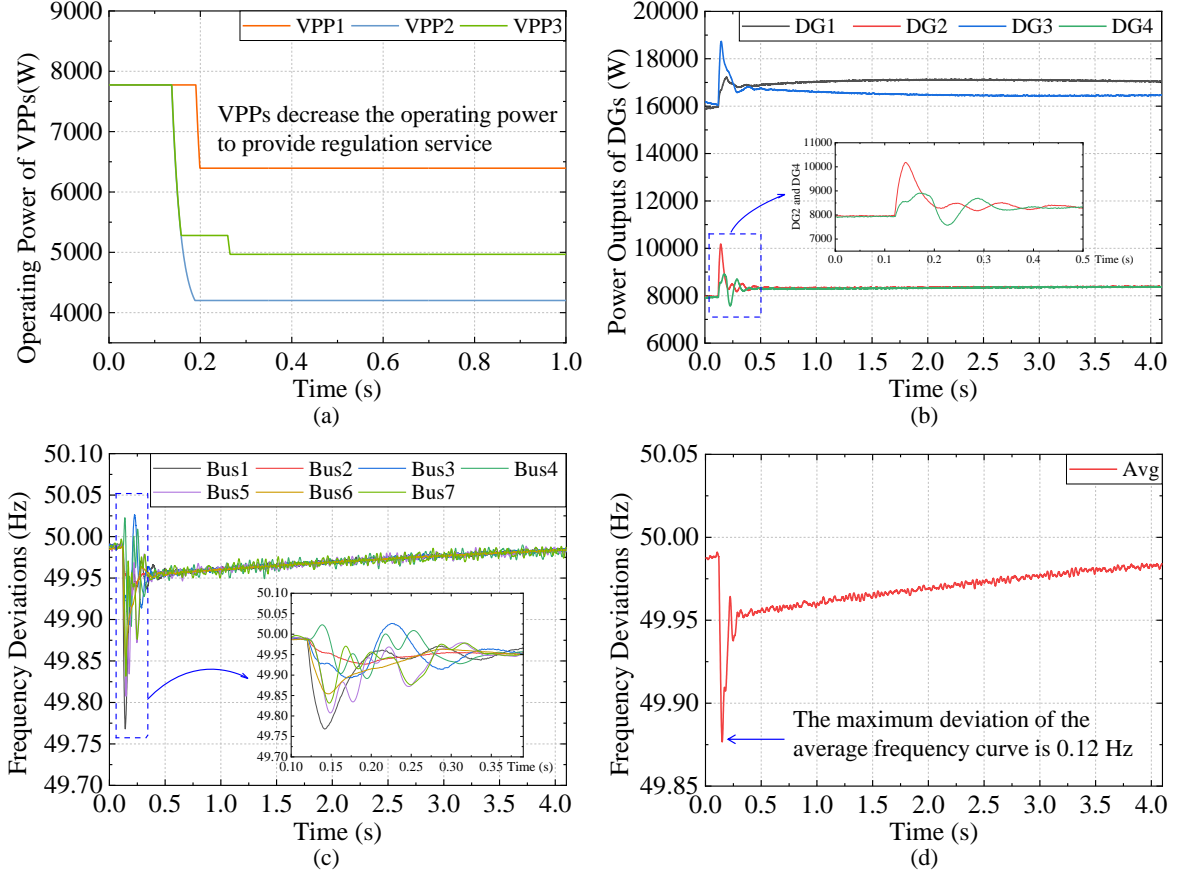 VPP1 VPP2 VPP3
9000
8000
7000
6000
5000
4000
Operating Power of VPPs(W)
VPPs decrease the operating power
to provide regulation service
0.0 0.2 0.4 0.6 0.8 1.0
Time (s)
(a)
DG1 DG2 DG3 DG4
20000
18000
16000
14000
12000
10000
8000
6000
Power Outputs of DGs (W)
11000
10000
9000
8000
7000
DG2 and DG4
0.0 0.1 0.2 0.3 0.4 0.5
Time (s)
0.0 0.5 1.0 1.5 2.0 2.5 3.0 3.5 4.0
Time (s)
(b)
Bus1 Bus2 Bus3 Bus4
Bus5 Bus6 Bus7
50.10
50.05
50.00
49.95
49.90
49.85
49.80
49.75
49.70
Frequency Deviations (Hz)
50.10
50.05
50.00
49.95
49.90
49.85
49.80
49.75
49.70
0.10 0.15 0.20 0.25 0.30 0.35
Time (s)
0.0 0.5 1.0 1.5 2.0 2.5 3.0 3.5 4.0
Time (s)
(c)
Avg
50.05
50.00
49.95
49.90
49.85
Frequency Deviations (Hz)
The maximum deviation of the
average frequency curve is 0.12 Hz
0.0 0.5 1.0 1.5 2.0 2.5 3.0 3.5 4.0
Time (s)
(d)